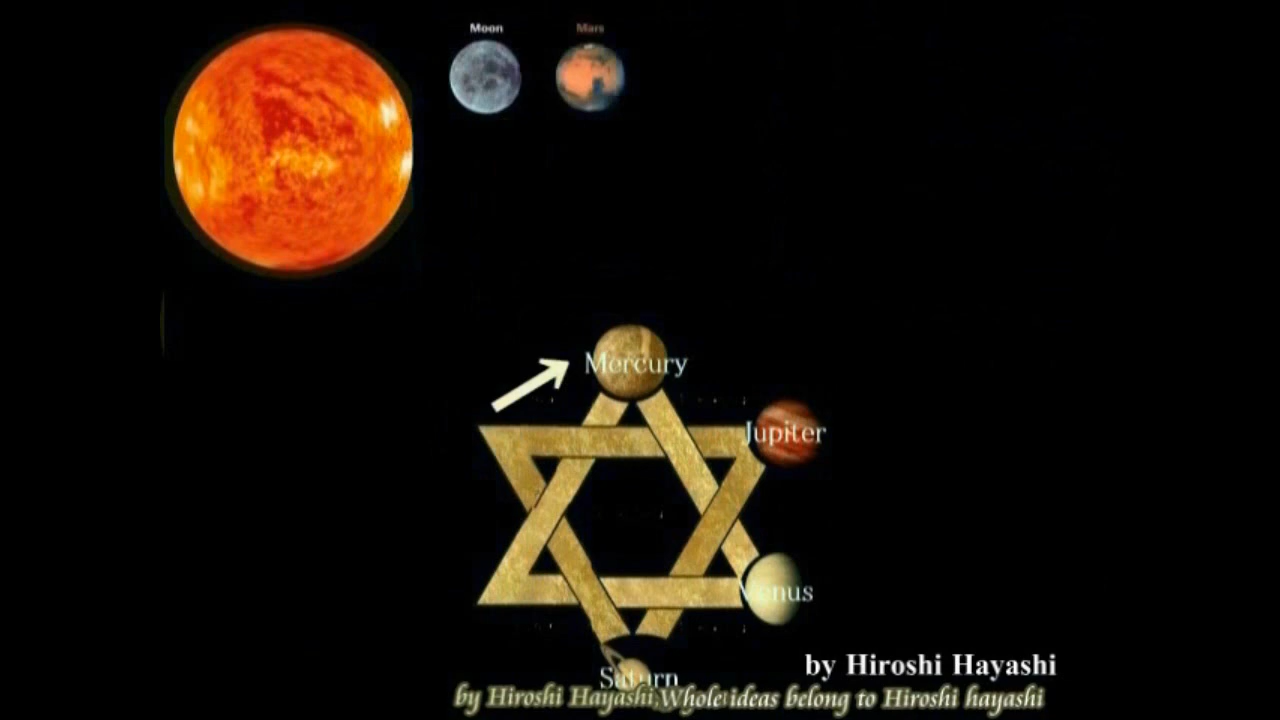 Moon
Mars
Mercury
Jupiter
Venus
Saturn
by Hiroshi Hayashi
by Hiroshi Hayashi,Whole ideas belong to Hiroshi hayashi